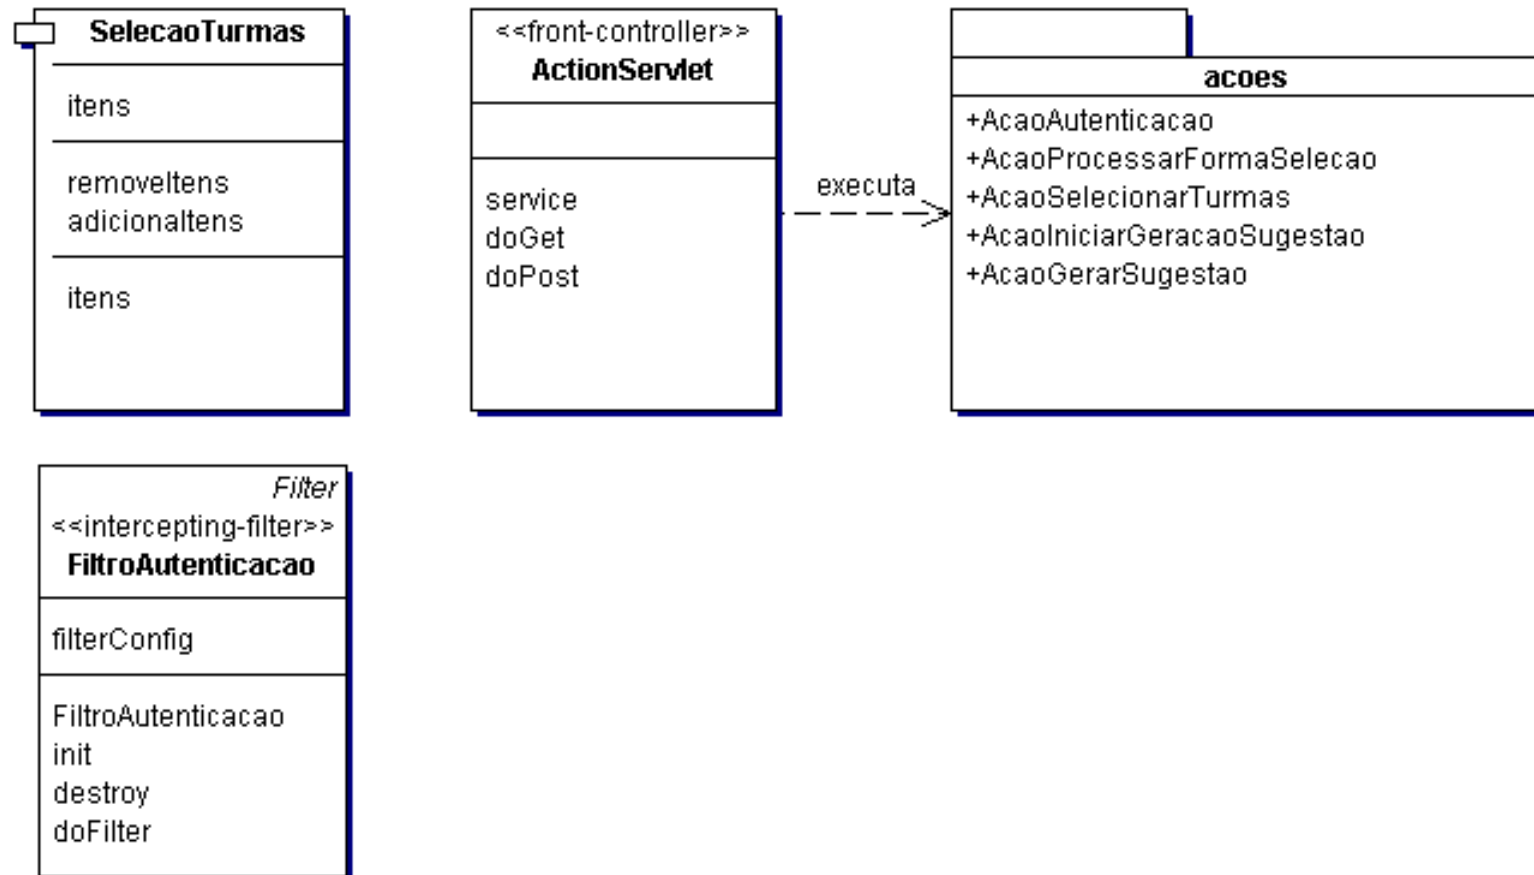 SelecaoTurmas
itens
removeItens
adicionaItens
itens
<<front-controller>>
ActionServlet
service
doGet
doPost
executa
acoes
+AcaoAutenticacao
+AcaoProcessarFormaSelecao
+AcaoSelecionarTurmas
+AcaoIniciarGeracaoSugestao
+AcaoGerarSugestao
Filter
<<intercepting-filter>>
FiltroAutenticacao
filterConfig
FiltroAutenticacao
init
destroy
doFilter